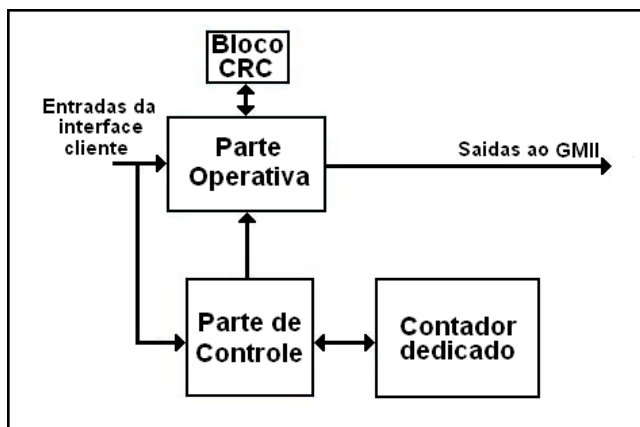 Bloco
CRC
Entradas da
interface
cliente
Parte
Operativa
Saidas ao GMII
Parte de
Controle
Contador
dedicado